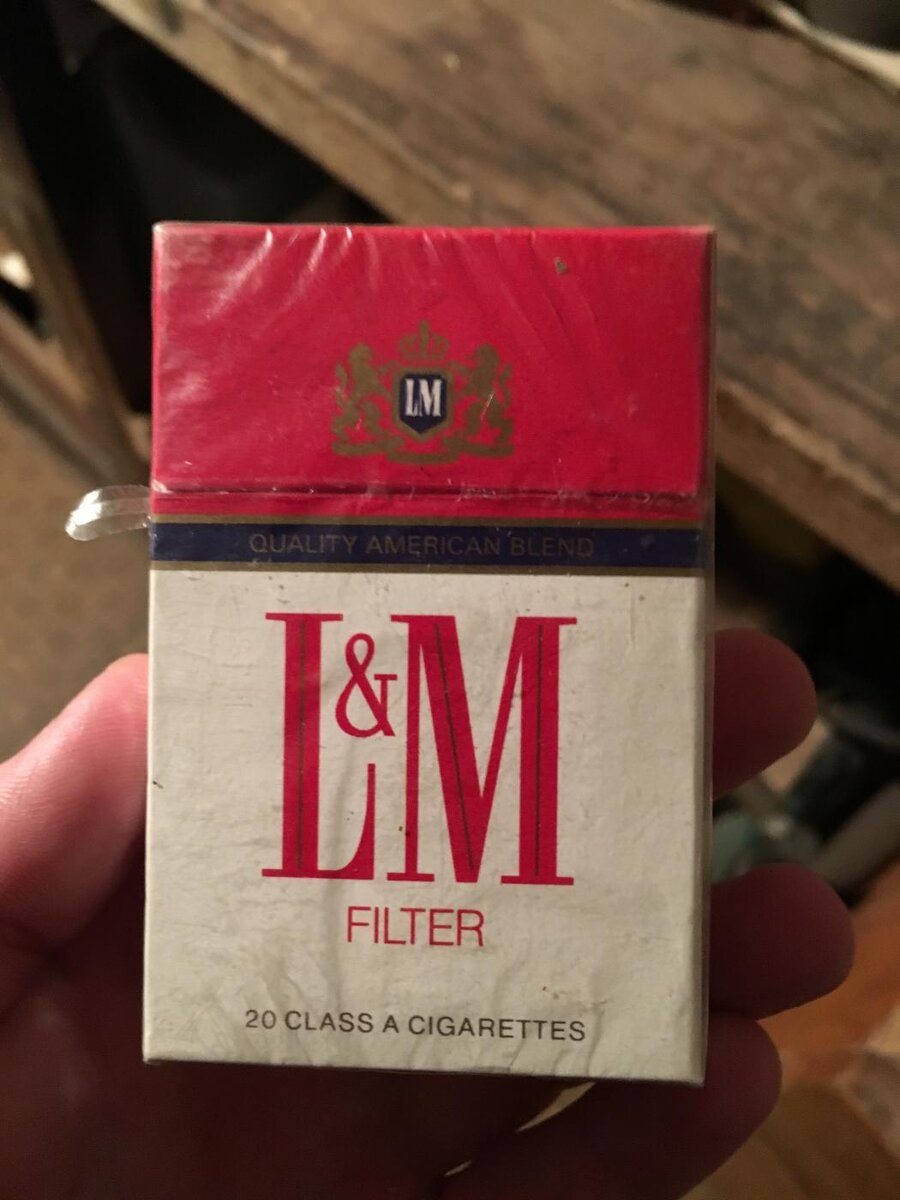 LM
QUALITY AMERICAN BLEND
L&M
FILTER
20 CLASS A CIGARETTES